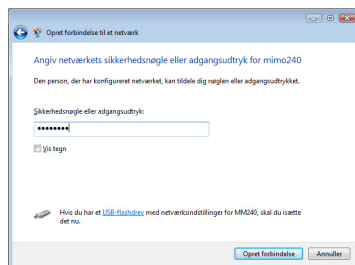 Opret forbindelse til et netværk
Angiv netværkets sikkerhedsnøgle eller adgangsudtryk for mimo240
Den person, der har konfigureret netværket, kan tildele dig nøglen eller adgangsudtrykket.
Sikkerhedsnøgle eller adgangsudtryk:
••••••••
Vis tegn
Hvis du har et USB-flashdrev med netværksindstillinger for MM240, skal du isætte
det nu.
Opret forbindelse Annuller